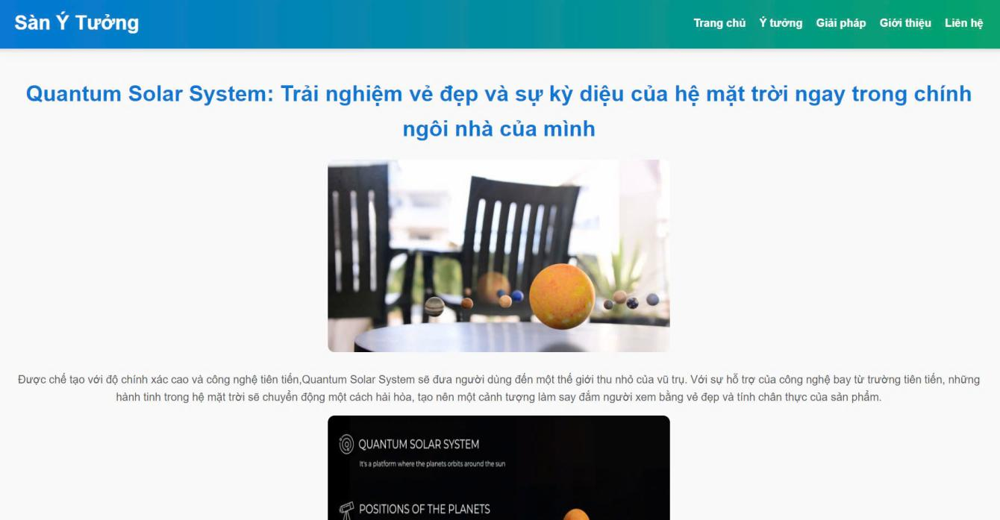 Sàn Ý Tưởng
Trang chủ Ý tưởng Giải pháp Giới thiệu Liên hệ
Quantum Solar System: Trải nghiệm vẻ đẹp và sự kỳ diệu của hệ mặt trời ngay trong chính
ngôi nhà của mình
Được chế tạo với độ chính xác cao và công nghệ tiên tiến,Quantum Solar System sẽ đưa người dùng đến một thế giới thu nhỏ của vũ trụ. Với sự hỗ trợ của công nghệ bay từ trường tiên tiến, những
hành tinh trong hệ mặt trời sẽ chuyển động một cách hài hòa, tạo nên một cảnh tượng làm say đắm người xem bằng vẻ đẹp và tính chân thực của sản phẩm.
QUANTUM SOLAR SYSTEM
It's a platform where the planets orbits around the sun
POSITIONS OF THE PLANETS